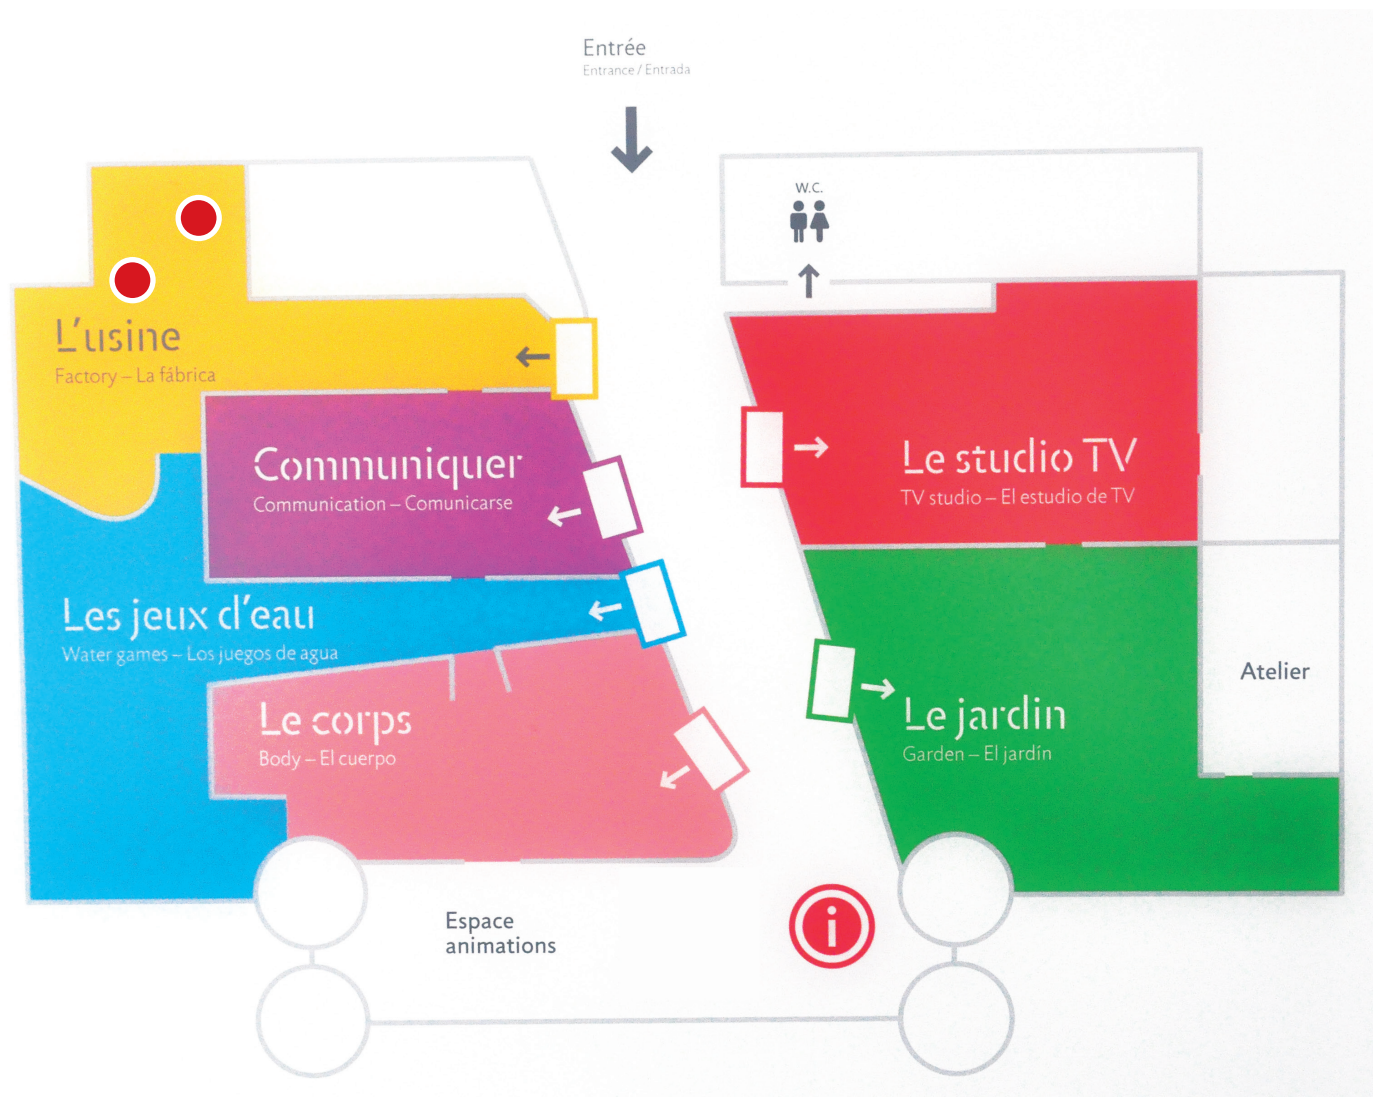 Entrée
Entrance / Entrada
W.C.
L'usine
Factory – La fábrica
Communiquer
Communication – Comunicarse
Le studio TV
TV studio – El estudio de TV
Les jeux d'eau
Water games – Los juegos de agua
Le corps
Body – El cuerpo
Le jardin
Garden – El jardín
Atelier
Espace
animations
i